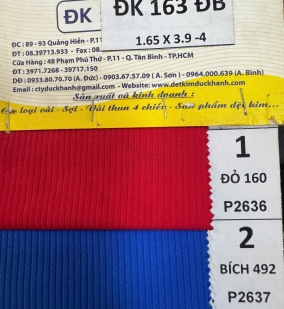 ĐK
ĐK 163 ĐB
1.65 X 3.9 -4
ĐC : 89 - 93 Quảng Hiền - P.11
ĐT : 08.39713.933 - Fax : 08.
Cửa Hàng : 48 Phạm Phú Thứ - P.11 - Q. Tân Bình - TP.HCM
ĐT : 3971.7268 - 39717.150
DĐ : 0933.80.70.70 (A. Đức) - 0903.67.57.09 ( A. Sơn ) - 0964.000.639 (A. Bình)
Email : ctyduckhanh@gmail.com - Website: www.detkimduckhanh.com
Sản xuất và kinh doanh :
Các loại vải - Sợi - Vải thun 4 chiều - Sản phẩm dệt kim...
1
ĐỎ 160
P2636
2
BÍCH 492
P2637